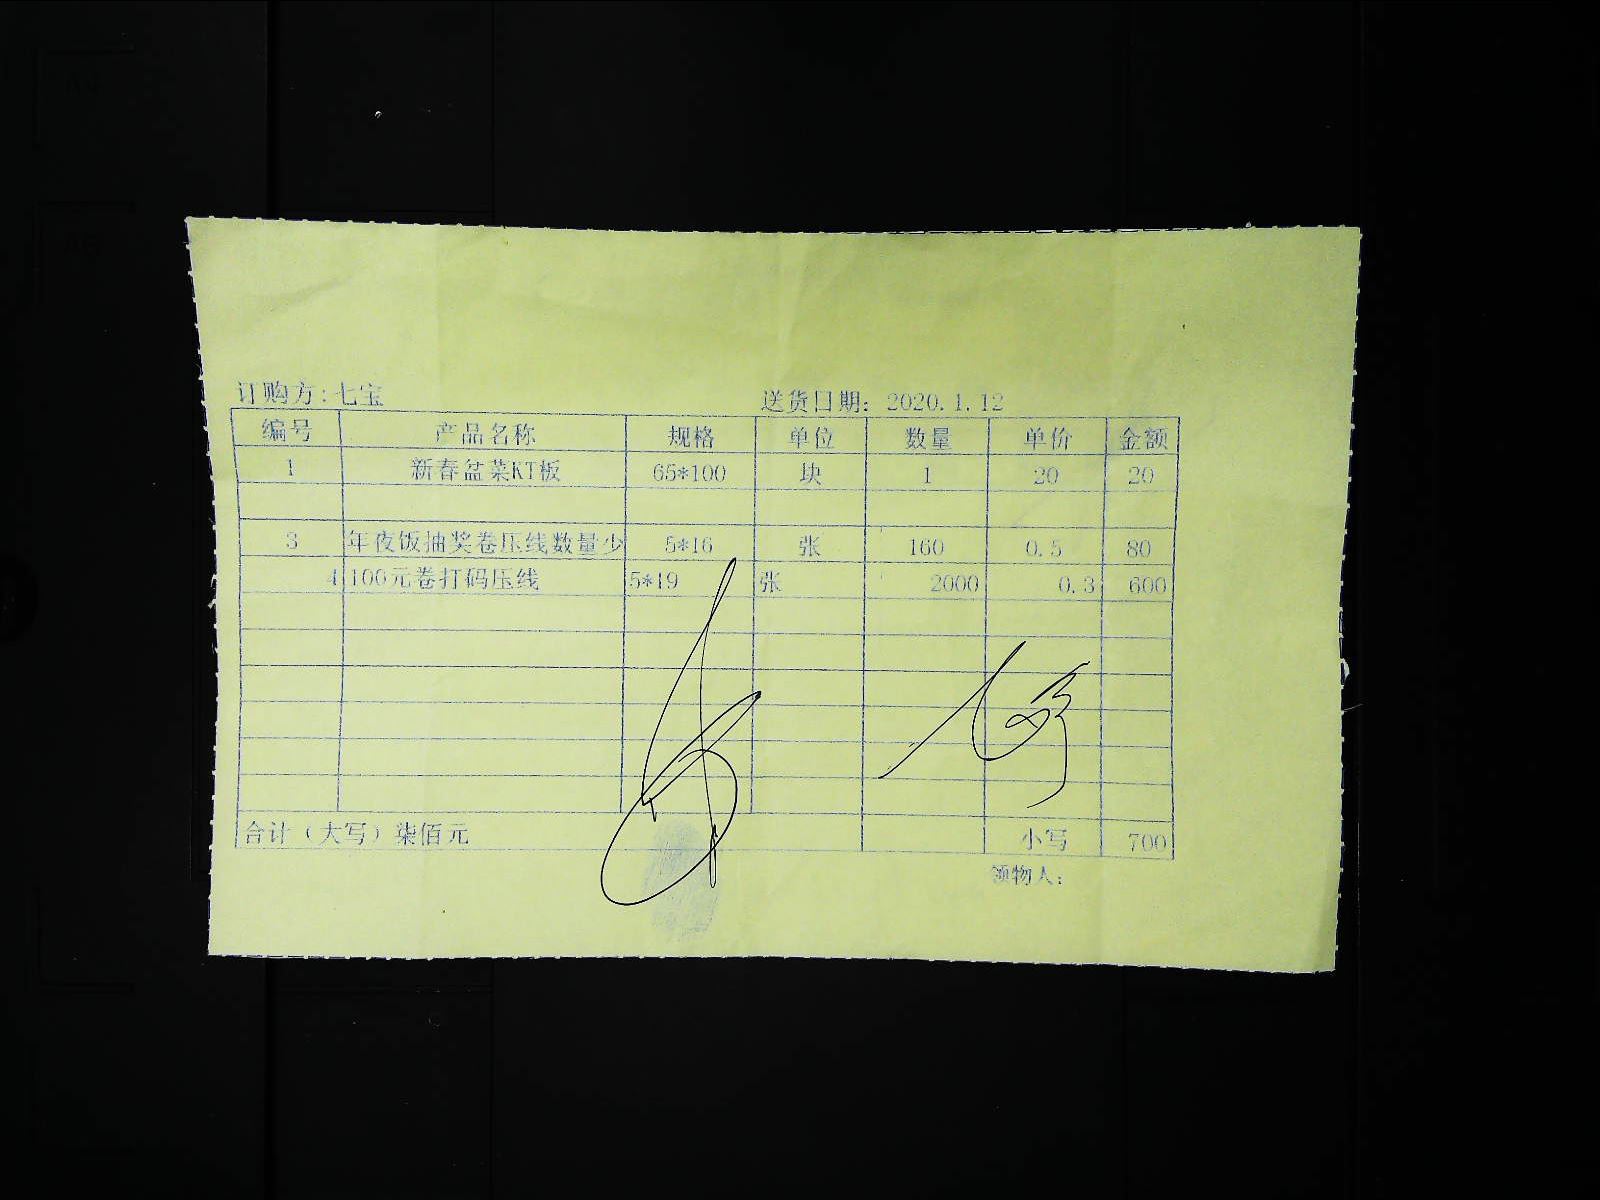 订购方:七宝 送货日期: 2020.1.12
编号 产品名称 规格 单位 数量 单价 金额
1 新春盆菜KT板 65*100 块 1 20 20
3 年夜饭抽奖卷压线数量少 5*16 张 160 0.5 80
4 100元卷打码压线 5*19 张 2000 0.3 600
合计（大写）柒佰元 小写 700
领物人: